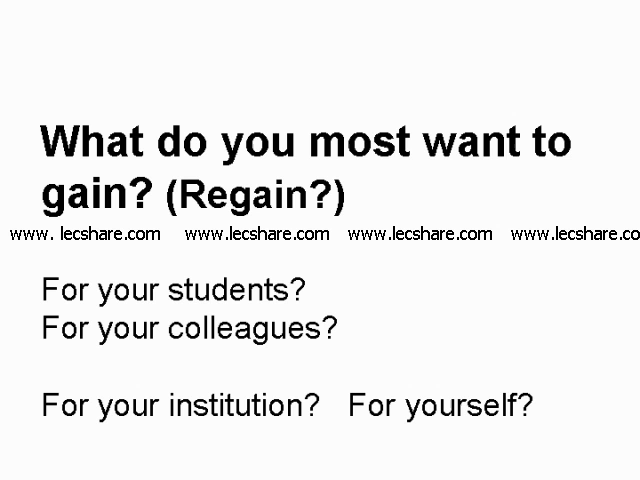 What do you most want to
gain? (Regain?)
www. lecshare.com www.lecshare.com www.lecshare.com www.lecshare.co
For your students?
For your colleagues?
For your institution? For yourself?